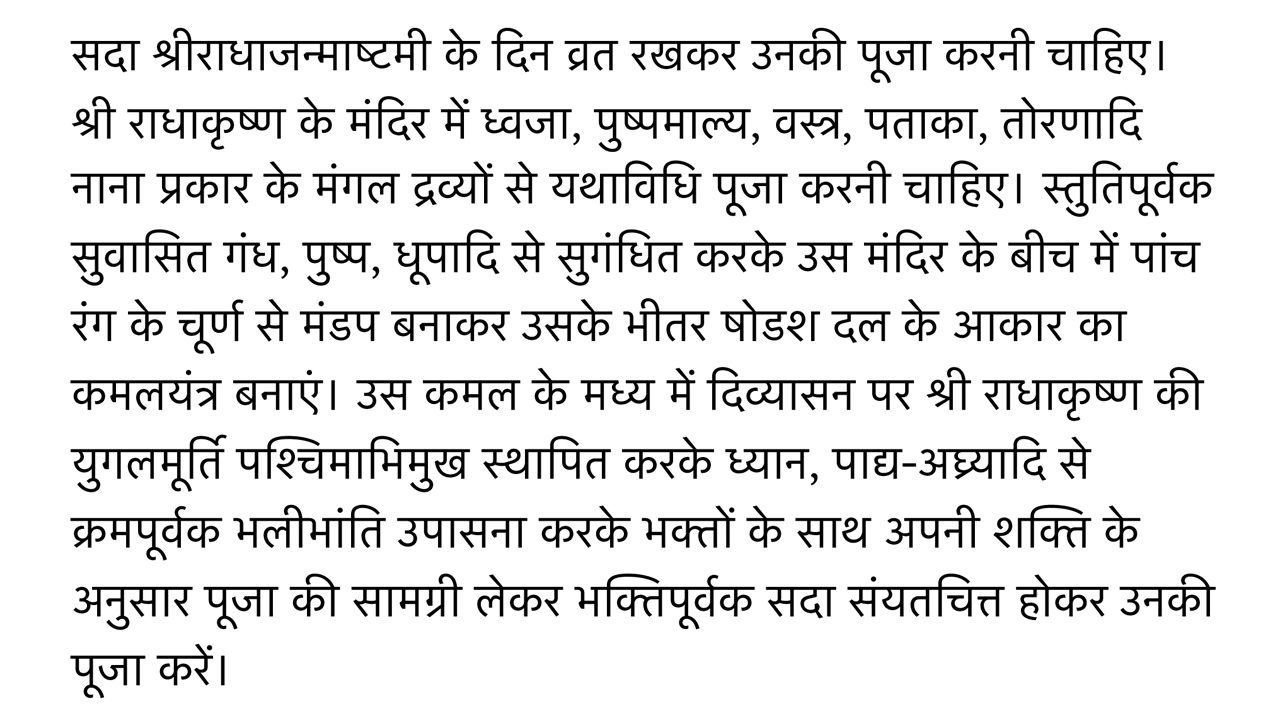 सदा श्रीराधाजन्माष्टमी के दिन व्रत रखकर उनकी पूजा करनी चाहिए।
श्री राधाकृष्ण के मंदिर में ध्वजा, पुष्पमाल्य, वस्त्र, पताका, तोरणादि
नाना प्रकार के मंगल द्रव्यों से यथाविधि पूजा करनी चाहिए। स्तुतिपूर्वक
सुवासित गंध, पुष्प, धूपादि से सुगंधित करके उस मंदिर के बीच में पांच
रंग के चूर्ण से मंडप बनाकर उसके भीतर षोडश दल के आकार का
कमलयंत्र बनाएं। उस कमल के मध्य में दिव्यासन पर श्री राधाकृष्ण की
युगलमूर्ति पश्चिमाभिमुख स्थापित करके ध्यान, पाद्य-अघ्र्यादि से
क्रमपूर्वक भलीभांति उपासना करके भक्तों के साथ अपनी शक्ति के
अनुसार पूजा की सामग्री लेकर भक्तिपूर्वक सदा संयतचित्त होकर उनकी
पूजा करें।